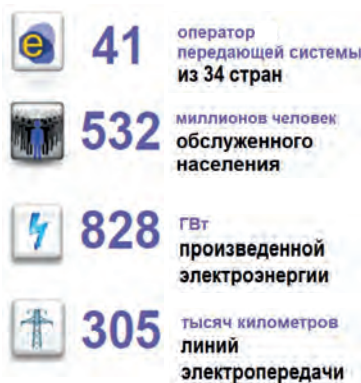 41 оператор
передающей системы
из 34 стран
532 миллионов человек
обслуженного
населения
828 ГВт
произведенной
электроэнергии
305 тысяч километров
линий
электропередачи